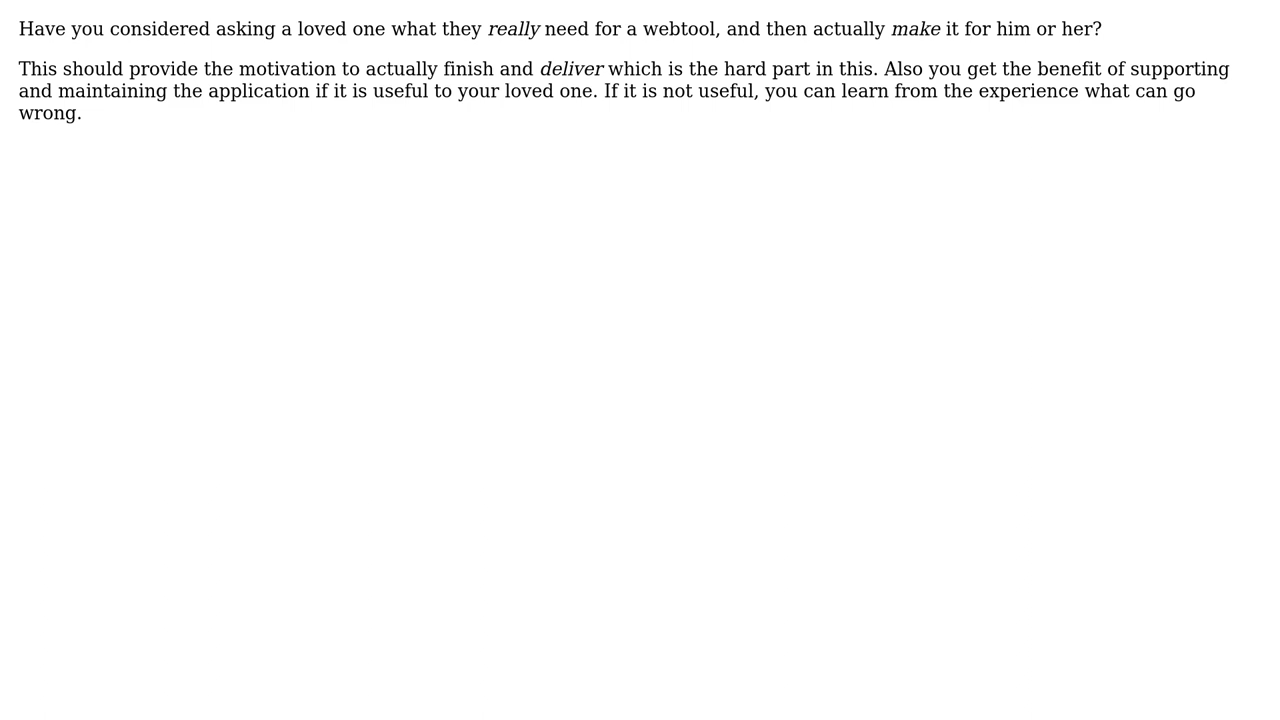 Have you considered asking a loved one what they really need for a webtool, and then actually make it for him or her?
This should provide the motivation to actually finish and deliver which is the hard part in this. Also you get the benefit of supporting
and maintaining the application if it is useful to your loved one. If it is not useful, you can learn from the experience what can go
wrong.